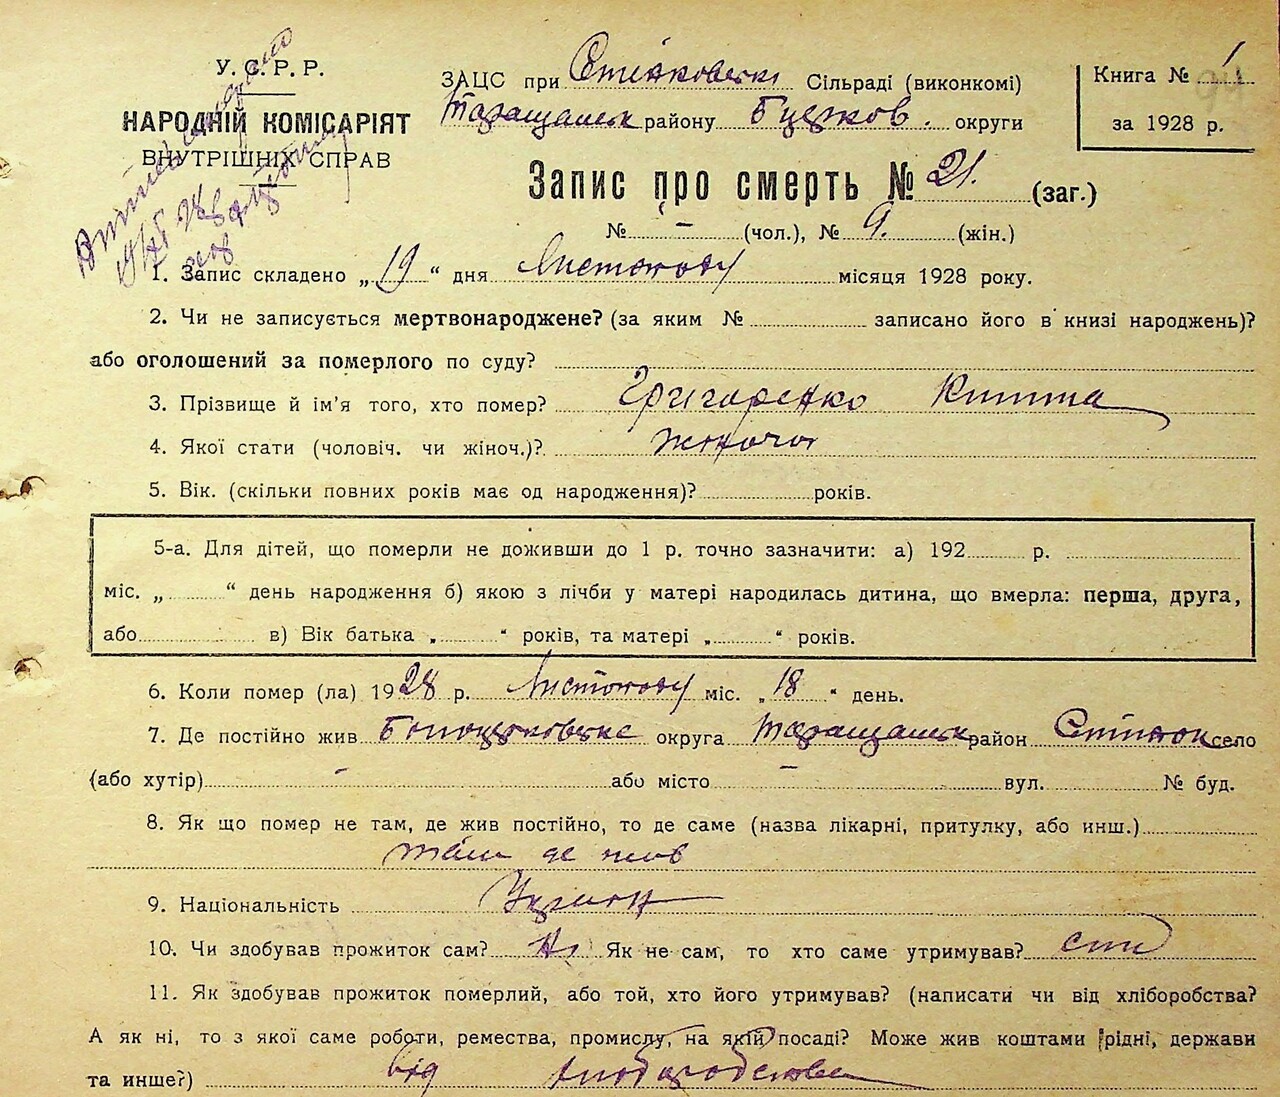 У. С. Р. Р.
НАРОДНІЙ КОМІСАРІЯТ
ВНУТРІШНІХ СПРАВ
ЗАЦС при Сільраді (виконкомі)
Таращанськ району Б церков. округи
Книга № 1
за 1928 р.
Запис про смерть № 21. (заг.)
№ – (чол.), № 9. (жін.)
1. Запис складено „ 19 “ дня Листопаду місяця 1928 року.
2. Чи не записується мертвонароджене? (за яким № записано його в книзі народжень)?
або оголошений за померлого по суду?
3. Прізвище й ім'я того, хто помер? Григоренко
4. Якої стати (чоловіч. чи жіноч.)? жіноча
5. Вік. (скільки повних років має од народження)? років.
5-а. Для дітей, що померли не доживши до 1 р. точно зазначити: а) 192 р.
міс. „ “ день народження б) якою з лічби у матері народилась дитина, що вмерла: перша, друга,
або в) Вік батька „ “ років, та матері „ “ років.
6. Коли помер (ла) 1928 р. Листопаду міс. „ 18 “ день.
7. Де постійно жив Білоцерковське округа Таращанськ район село
(або хутір) – або місто – вул. № буд.
8. Як що помер не там, де жив постійно, то де саме (назва лікарні, притулку, або инш.)
там де жив
9. Національність Україн
10. Чи здобував прожиток сам? Ні Як не сам, то хто саме утримував? син
11. Як здобував прожиток померлий, або той, хто його утримував? (написати чи від хліборобства?
А як ні, то з якої саме роботи, ремества, промислу, на якій посаді? Може жив коштами рідні, держави
та инше?) від хліборобства